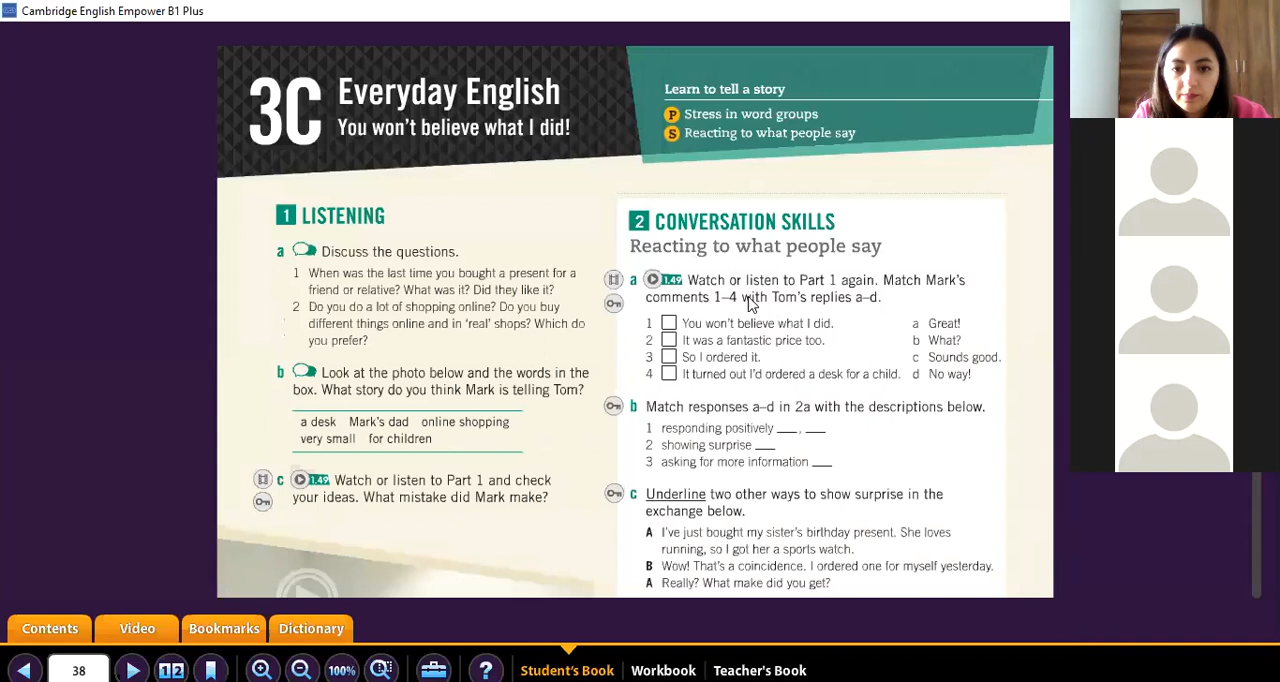 Cambridge English Empower B1 Plus
3C Everyday English
You won't believe what I did!
Learn to tell a story
P Stress in word groups
S Reacting to what people say
1 LISTENING
a Discuss the questions.
1 When was the last time you bought a present for a
friend or relative? What was it? Did they like it?
2 Do you do a lot of shopping online? Do you buy
different things online and in 'real' shops? Which do
you prefer?
b Look at the photo below and the words in the
box. What story do you think Mark is telling Tom?
a desk Mark's dad online shopping
very small for children
c 1.49 Watch or listen to Part 1 and check
your ideas. What mistake did Mark make?
2 CONVERSATION SKILLS
Reacting to what people say
a 1.49 Watch or listen to Part 1 again. Match Mark's
comments 1–4 with Tom's replies a–d.
1 You won't believe what I did. a Great!
2 It was a fantastic price too. b What?
3 So I ordered it. c Sounds good.
4 It turned out I'd ordered a desk for a child. d No way!
b Match responses a–d in 2a with the descriptions below.
1 responding positively ___, ___
2 showing surprise ___
3 asking for more information ___
c Underline two other ways to show surprise in the
exchange below.
A I've just bought my sister's birthday present. She loves
running, so I got her a sports watch.
B Wow! That's a coincidence. I ordered one for myself yesterday.
A Really? What make did you get?
Contents Video Bookmarks Dictionary
38 12 100% ? Student's Book Workbook Teacher's Book